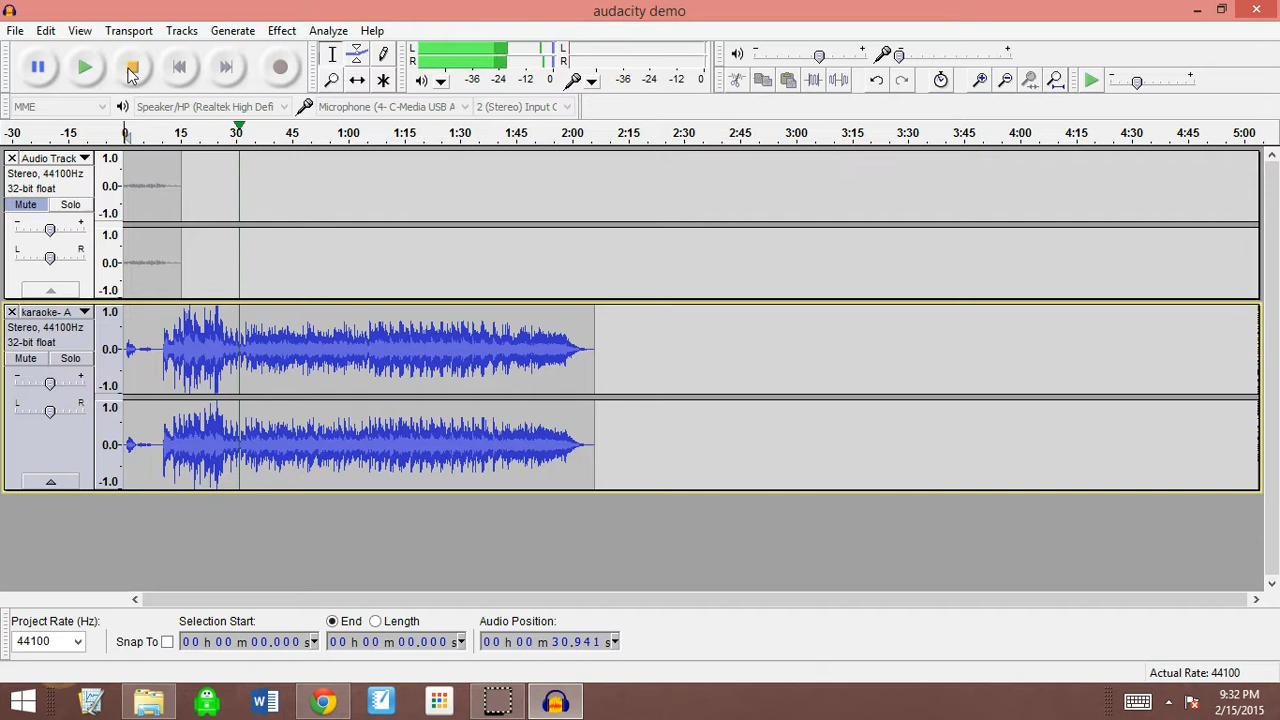 audacity demo
File Edit View Transport Tracks Generate Effect Analyze Help
L
R
-36 -24 -12 0
L
R
-36 -24 -12 0
MME Speaker/HP (Realtek High Defi Microphone (4- C-Media USB A 2 (Stereo) Input C
-30 -15 0 15 30 45 1:00 1:15 1:30 1:45 2:00 2:15 2:30 2:45 3:00 3:15 3:30 3:45 4:00 4:15 4:30 4:45 5:00
Audio Track
Stereo, 44100Hz
32-bit float
Mute Solo
- +
L R
1.0
0.0
-1.0
1.0
0.0
-1.0
karaoke- A
Stereo, 44100Hz
32-bit float
Mute Solo
- +
L R
1.0
0.0
-1.0
1.0
0.0
-1.0
Project Rate (Hz): Selection Start: End Length Audio Position:
44100 Snap To 00 h 00 m 00.000 s 00 h 00 m 00.000 s 00 h 00 m 30.941 s
Actual Rate: 44100
9:32 PM
2/15/2015